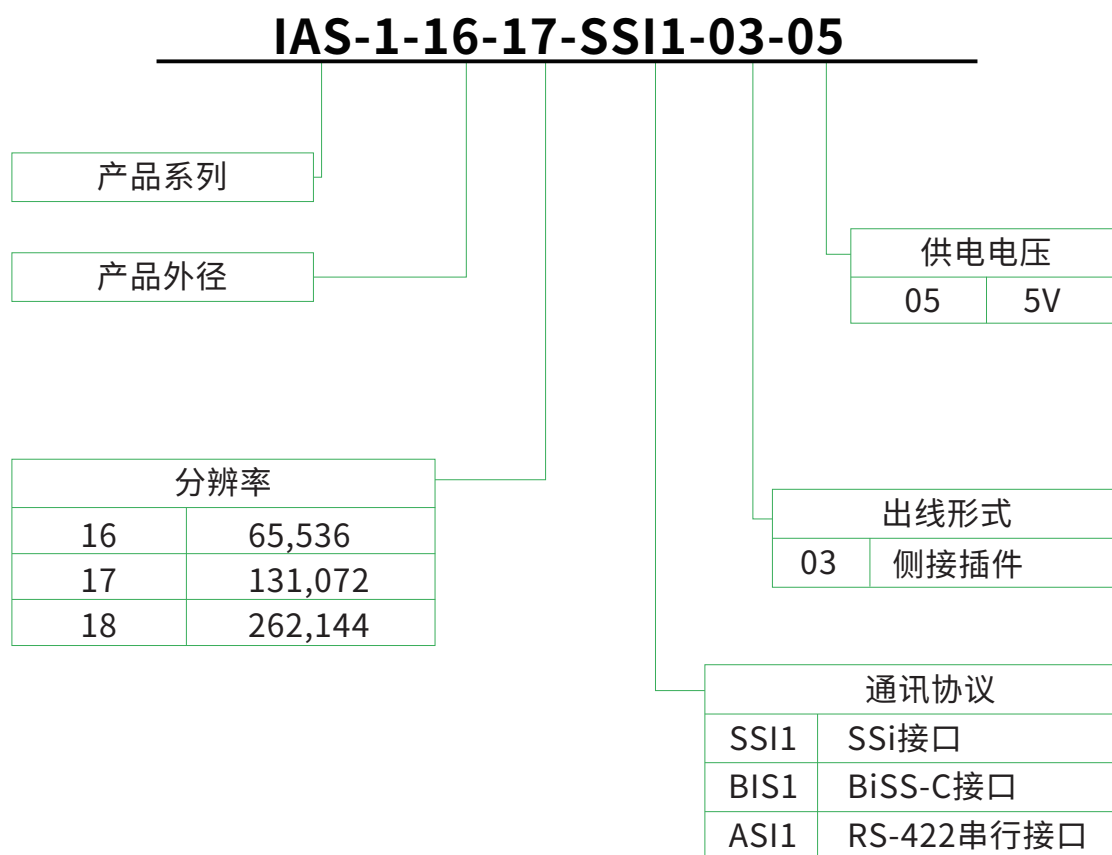 IAS-1-16-17-SSI1-03-05
产品系列
产品外径
供电电压
05 5V
分辨率
16 65,536
17 131,072
18 262,144
出线形式
03 侧接插件
通讯协议
SSI1 SSi接口
BIS1 BiSS-C接口
ASI1 RS-422串行接口